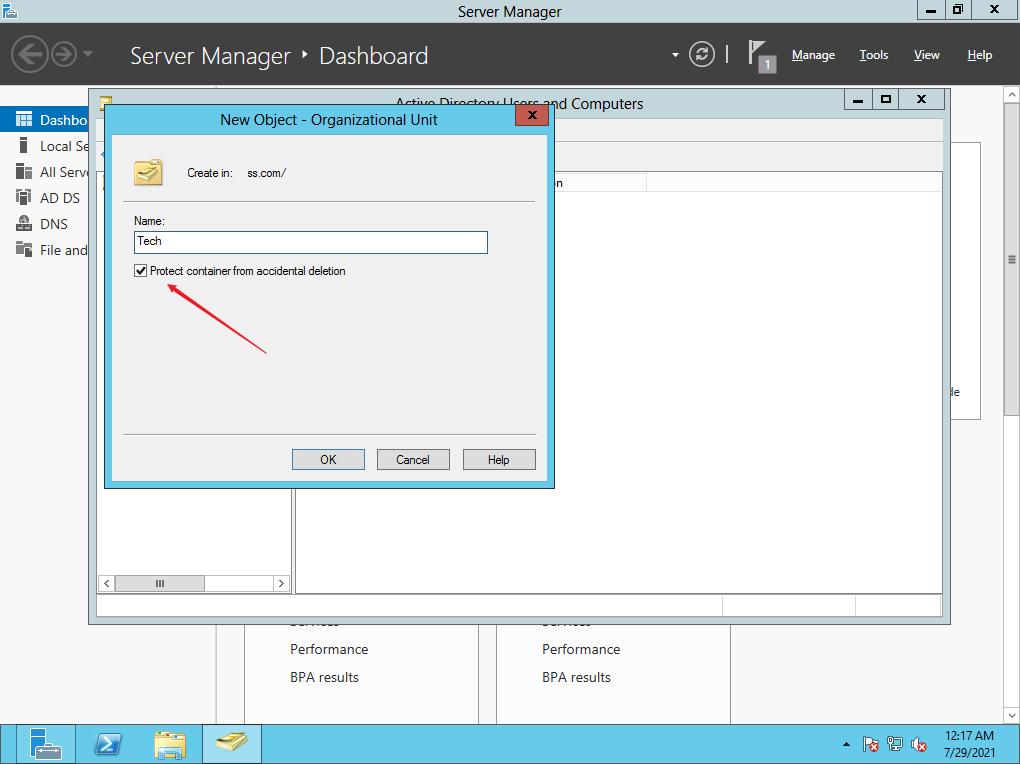 Server Manager
Server Manager ‣ Dashboard
1
Manage
Tools
View
Help
Active Directory Users and Computers
New Object - Organizational Unit
Dashbo
Local Se
All Serve
AD DS
DNS
File and
Create in: ss.com/
Name:
Tech
Protect container from accidental deletion
OK
Cancel
Help
Performance
BPA results
Performance
BPA results
12:17 AM
7/29/2021